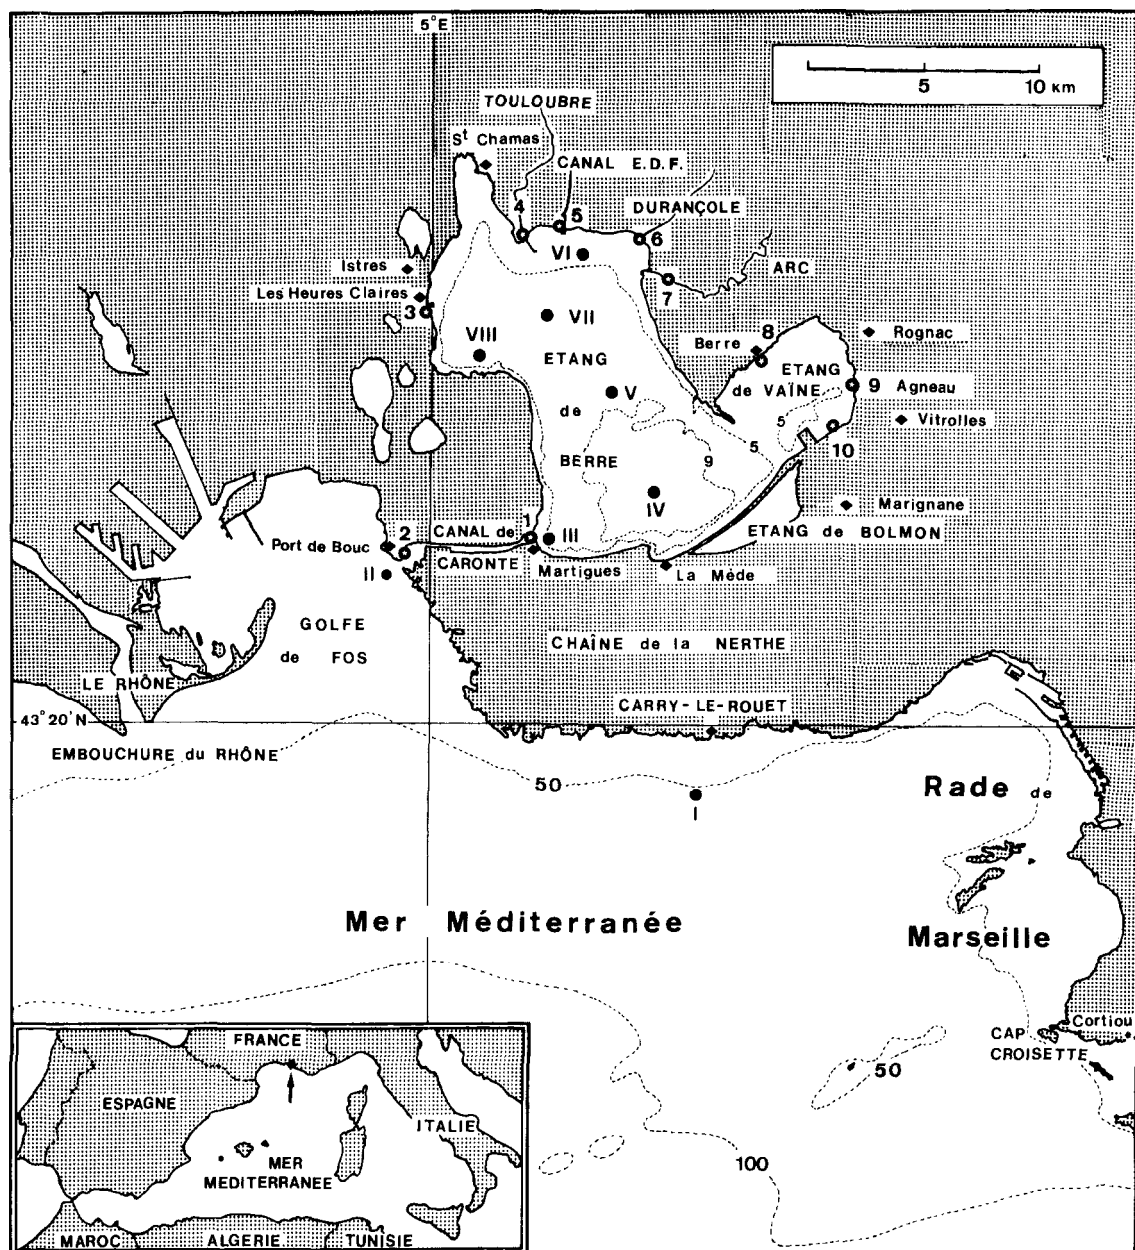 5°E
5
10 KM
TOULOUBRE
St Chamas
CANAL E.D.F.
4
5
DURANÇOLE
6
VI
ARC
7
Istres
Les Heures Claires
3
VII
VIII
8
Rognac
Berre
ETANG
ETANG
de VAÏNE
9 Agneau
V
de
5
Vitrolles
BERRE
9
5
10
IV
Marignane
1
III
2
CANAL de
ETANG de BOLMON
Port de Bouc
CARONTE
Martigues
La Mède
II
GOLFE
de FOS
CHAÎNE de la NERTHE
LE RHÔNE
CARRY-LE-ROUET
43°20'N
EMBOUCHURE du RHÔNE
50
I
Rade de
Mer Méditerranée
Marseille
Cortiou
CAP
CROISETTE
50
100
FRANCE
ESPAGNE
ITALIE
MER
MEDITERRANÉE
MAROC
ALGERIE
TUNISIE